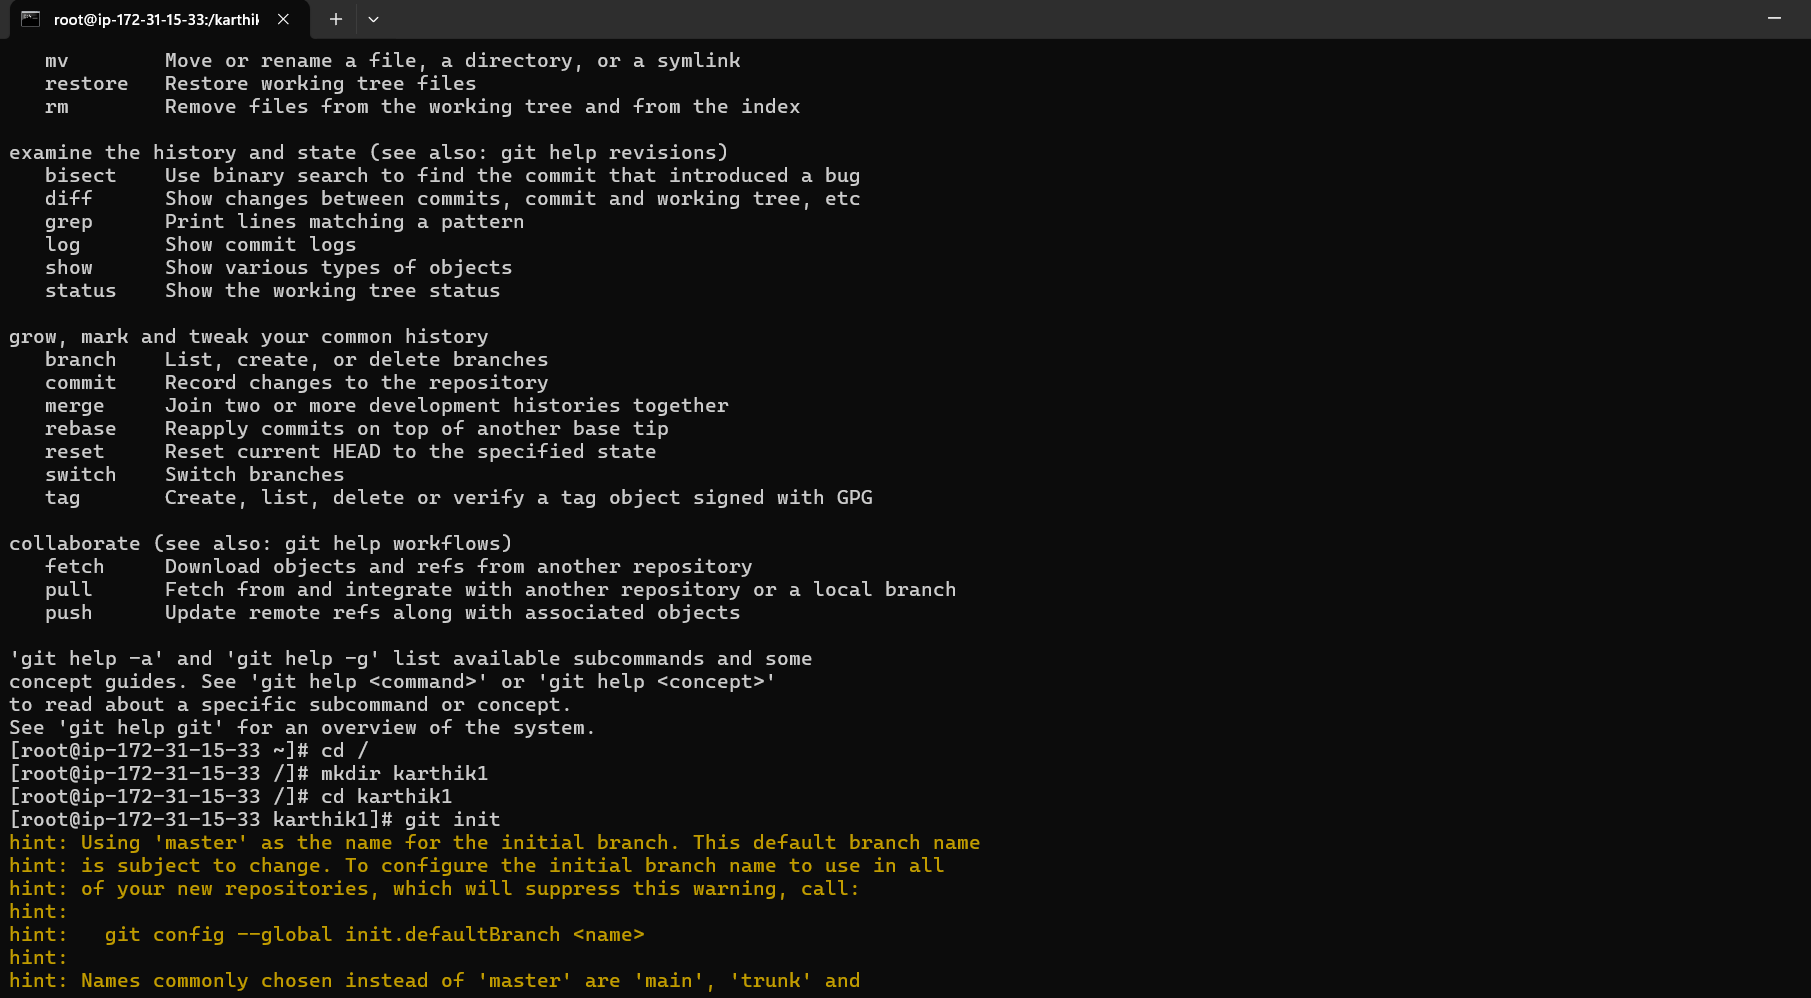 root@ip-172-31-15-33:/karthik
   mv        Move or rename a file, a directory, or a symlink
   restore   Restore working tree files
   rm        Remove files from the working tree and from the index

examine the history and state (see also: git help revisions)
   bisect    Use binary search to find the commit that introduced a bug
   diff      Show changes between commits, commit and working tree, etc
   grep      Print lines matching a pattern
   log       Show commit logs
   show      Show various types of objects
   status    Show the working tree status

grow, mark and tweak your common history
   branch    List, create, or delete branches
   commit    Record changes to the repository
   merge     Join two or more development histories together
   rebase    Reapply commits on top of another base tip
   reset     Reset current HEAD to the specified state
   switch    Switch branches
   tag       Create, list, delete or verify a tag object signed with GPG

collaborate (see also: git help workflows)
   fetch     Download objects and refs from another repository
   pull      Fetch from and integrate with another repository or a local branch
   push      Update remote refs along with associated objects

'git help -a' and 'git help -g' list available subcommands and some
concept guides. See 'git help <command>' or 'git help <concept>'
to read about a specific subcommand or concept.
See 'git help git' for an overview of the system.
[root@ip-172-31-15-33 ~]# cd /
[root@ip-172-31-15-33 /]# mkdir karthik1
[root@ip-172-31-15-33 /]# cd karthik1
[root@ip-172-31-15-33 karthik1]# git init
hint: Using 'master' as the name for the initial branch. This default branch name
hint: is subject to change. To configure the initial branch name to use in all
hint: of your new repositories, which will suppress this warning, call:
hint:
hint:   git config --global init.defaultBranch <name>
hint:
hint: Names commonly chosen instead of 'master' are 'main', 'trunk' and